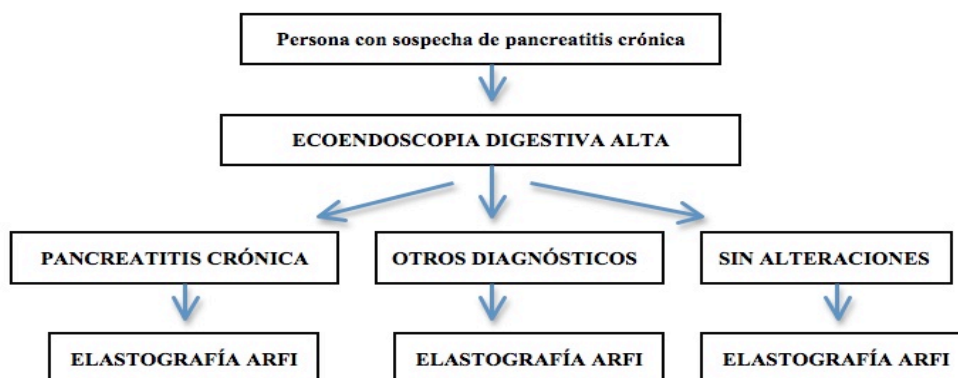 Persona con sospecha de pancreatitis crónica
ECOENDOSCOPIA DIGESTIVA ALTA
PANCREATITIS CRÓNICA
OTROS DIAGNÓSTICOS
SIN ALTERACIONES
ELASTOGRAFÍA ARFI
ELASTOGRAFÍA ARFI
ELASTOGRAFÍA ARFI